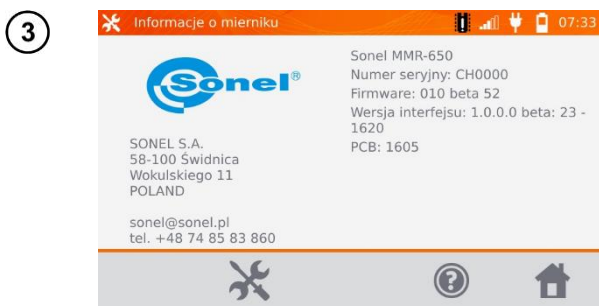 3
Informacje o mierniku
07:33
Sonel®
SONEL S.A.
58-100 Świdnica
Wokulskiego 11
POLAND
sonel@sonel.pl
tel. +48 74 85 83 860
Sonel MMR-650
Numer seryjny: CH0000
Firmware: 010 beta 52
Wersja interfejsu: 1.0.0.0 beta: 23 -
1620
PCB: 1605
?